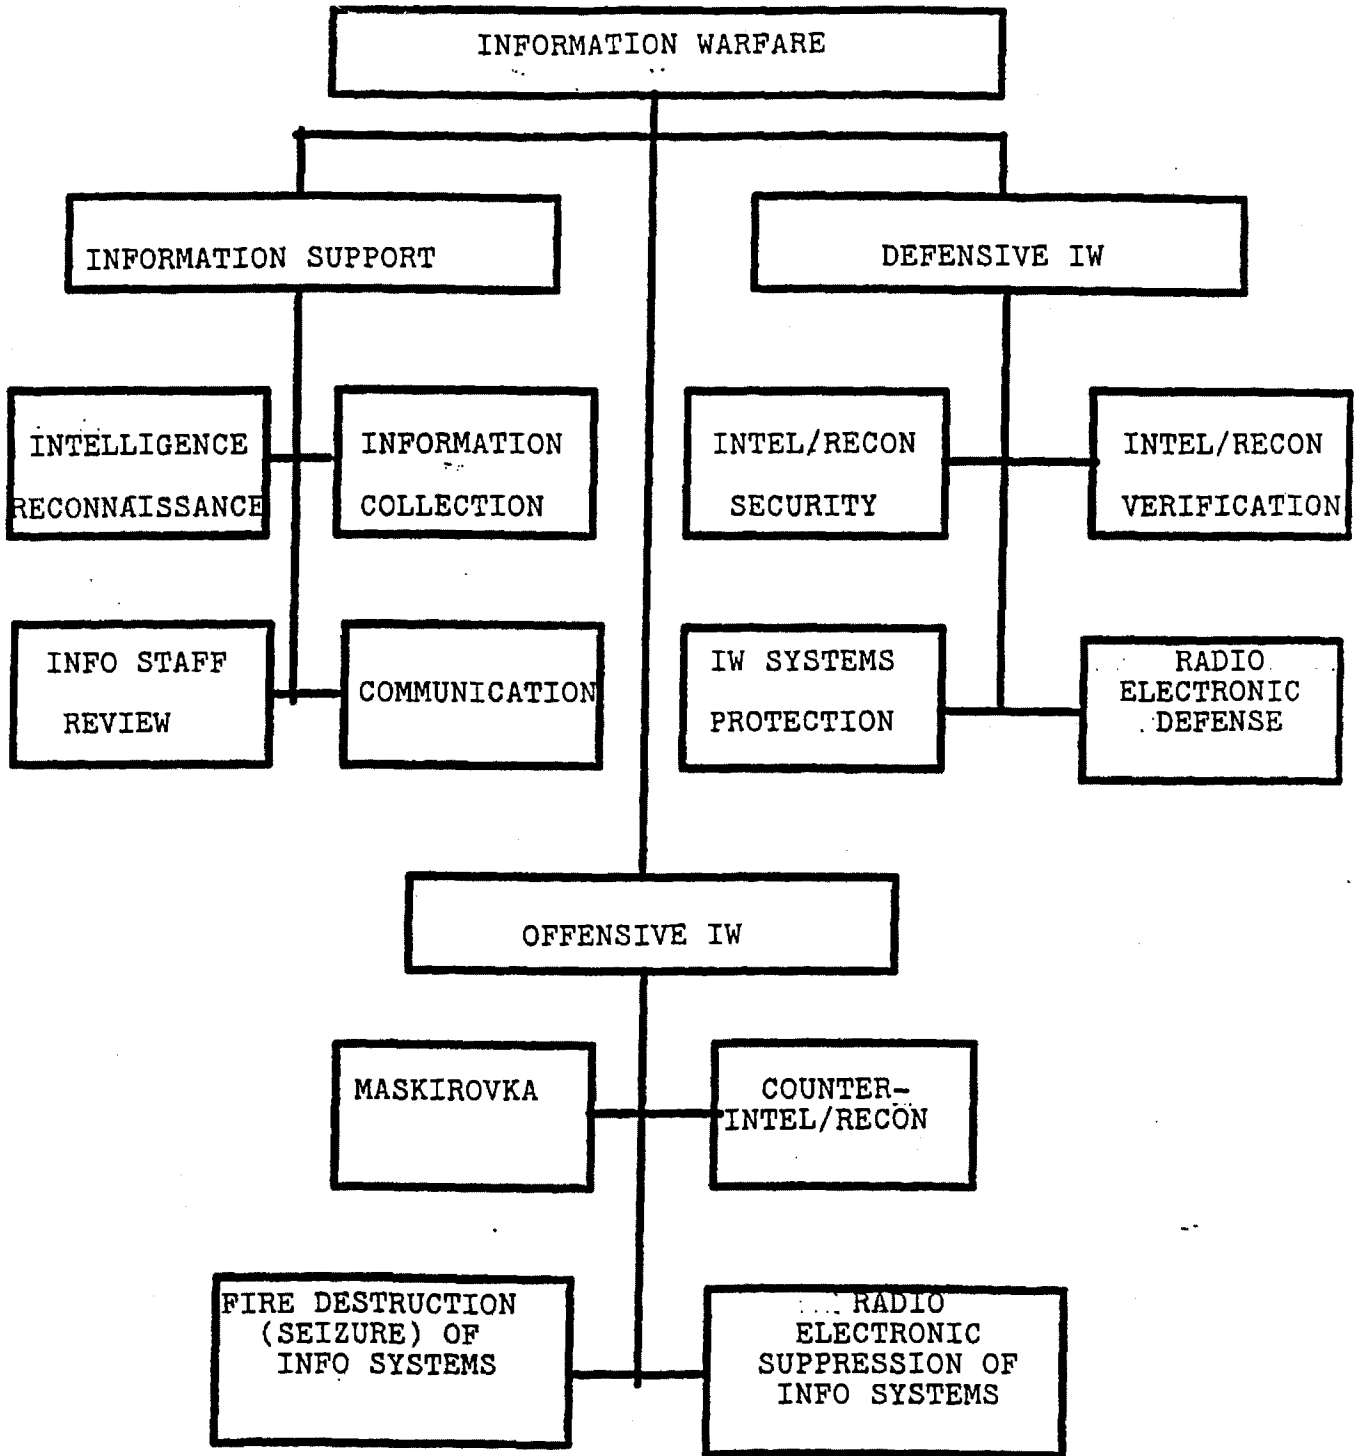 INFORMATION WARFARE
INFORMATION SUPPORT
DEFENSIVE IW
INTELLIGENCE
RECONNAISSANCE
INFORMATION
COLLECTION
INTEL/RECON
SECURITY
INTEL/RECON
VERIFICATION
INFO STAFF
REVIEW
COMMUNICATION
IW SYSTEMS
PROTECTION
RADIO
ELECTRONIC
DEFENSE
OFFENSIVE IW
MASKIROVKA
COUNTER-
INTEL/RECON
FIRE DESTRUCTION
(SEIZURE) OF
INFO SYSTEMS
RADIO
ELECTRONIC
SUPPRESSION OF
INFO SYSTEMS